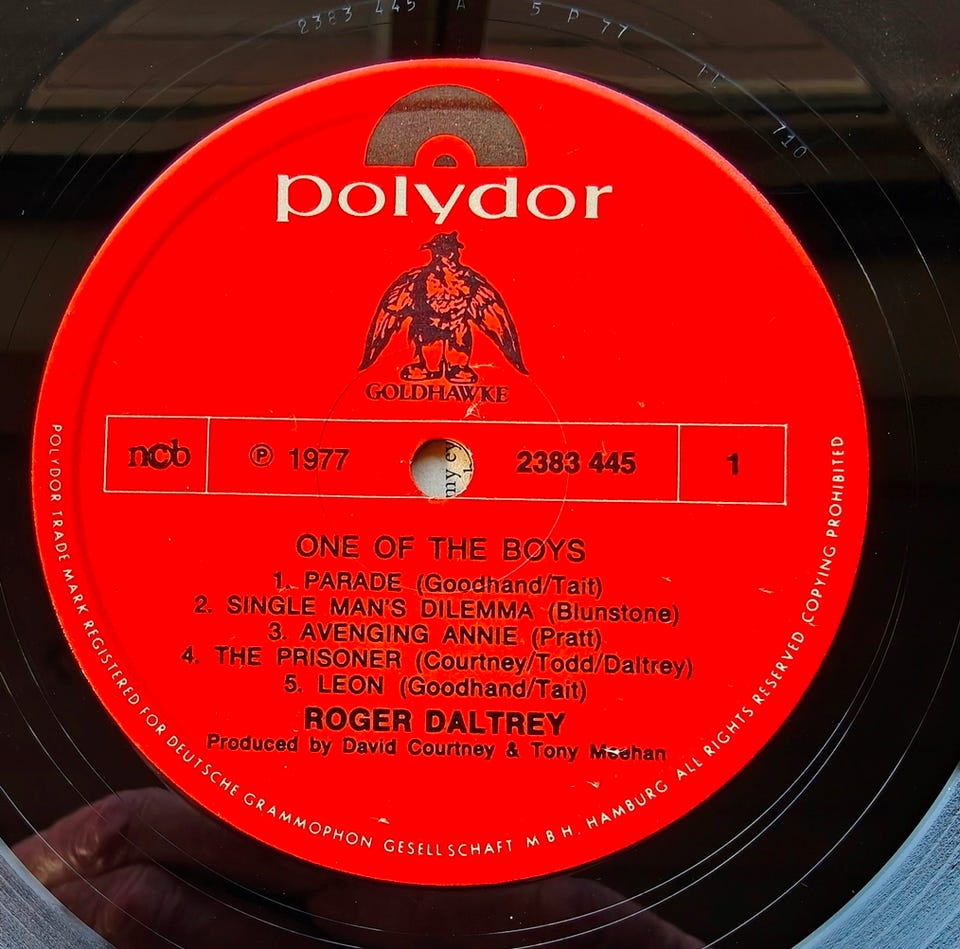 2383 445 A 5 P 77
710
polydor
GOLDHAWKE
ncb
℗ 1977
2383 445
1
ONE OF THE BOYS
1. PARADE (Goodhand/Tait)
2. SINGLE MAN'S DILEMMA (Blunstone)
3. AVENGING ANNIE (Pratt)
4. THE PRISONER (Courtney/Todd/Daltrey)
5. LEON (Goodhand/Tait)
ROGER DALTREY
Produced by David Courtney & Tony Meehan
POLYDOR TRADE MARK REGISTERED FOR DEUTSCHE GRAMMOPHON GESELLSCHAFT M B H. HAMBURG ALL RIGHTS RESERVED COPYING PROHIBITED